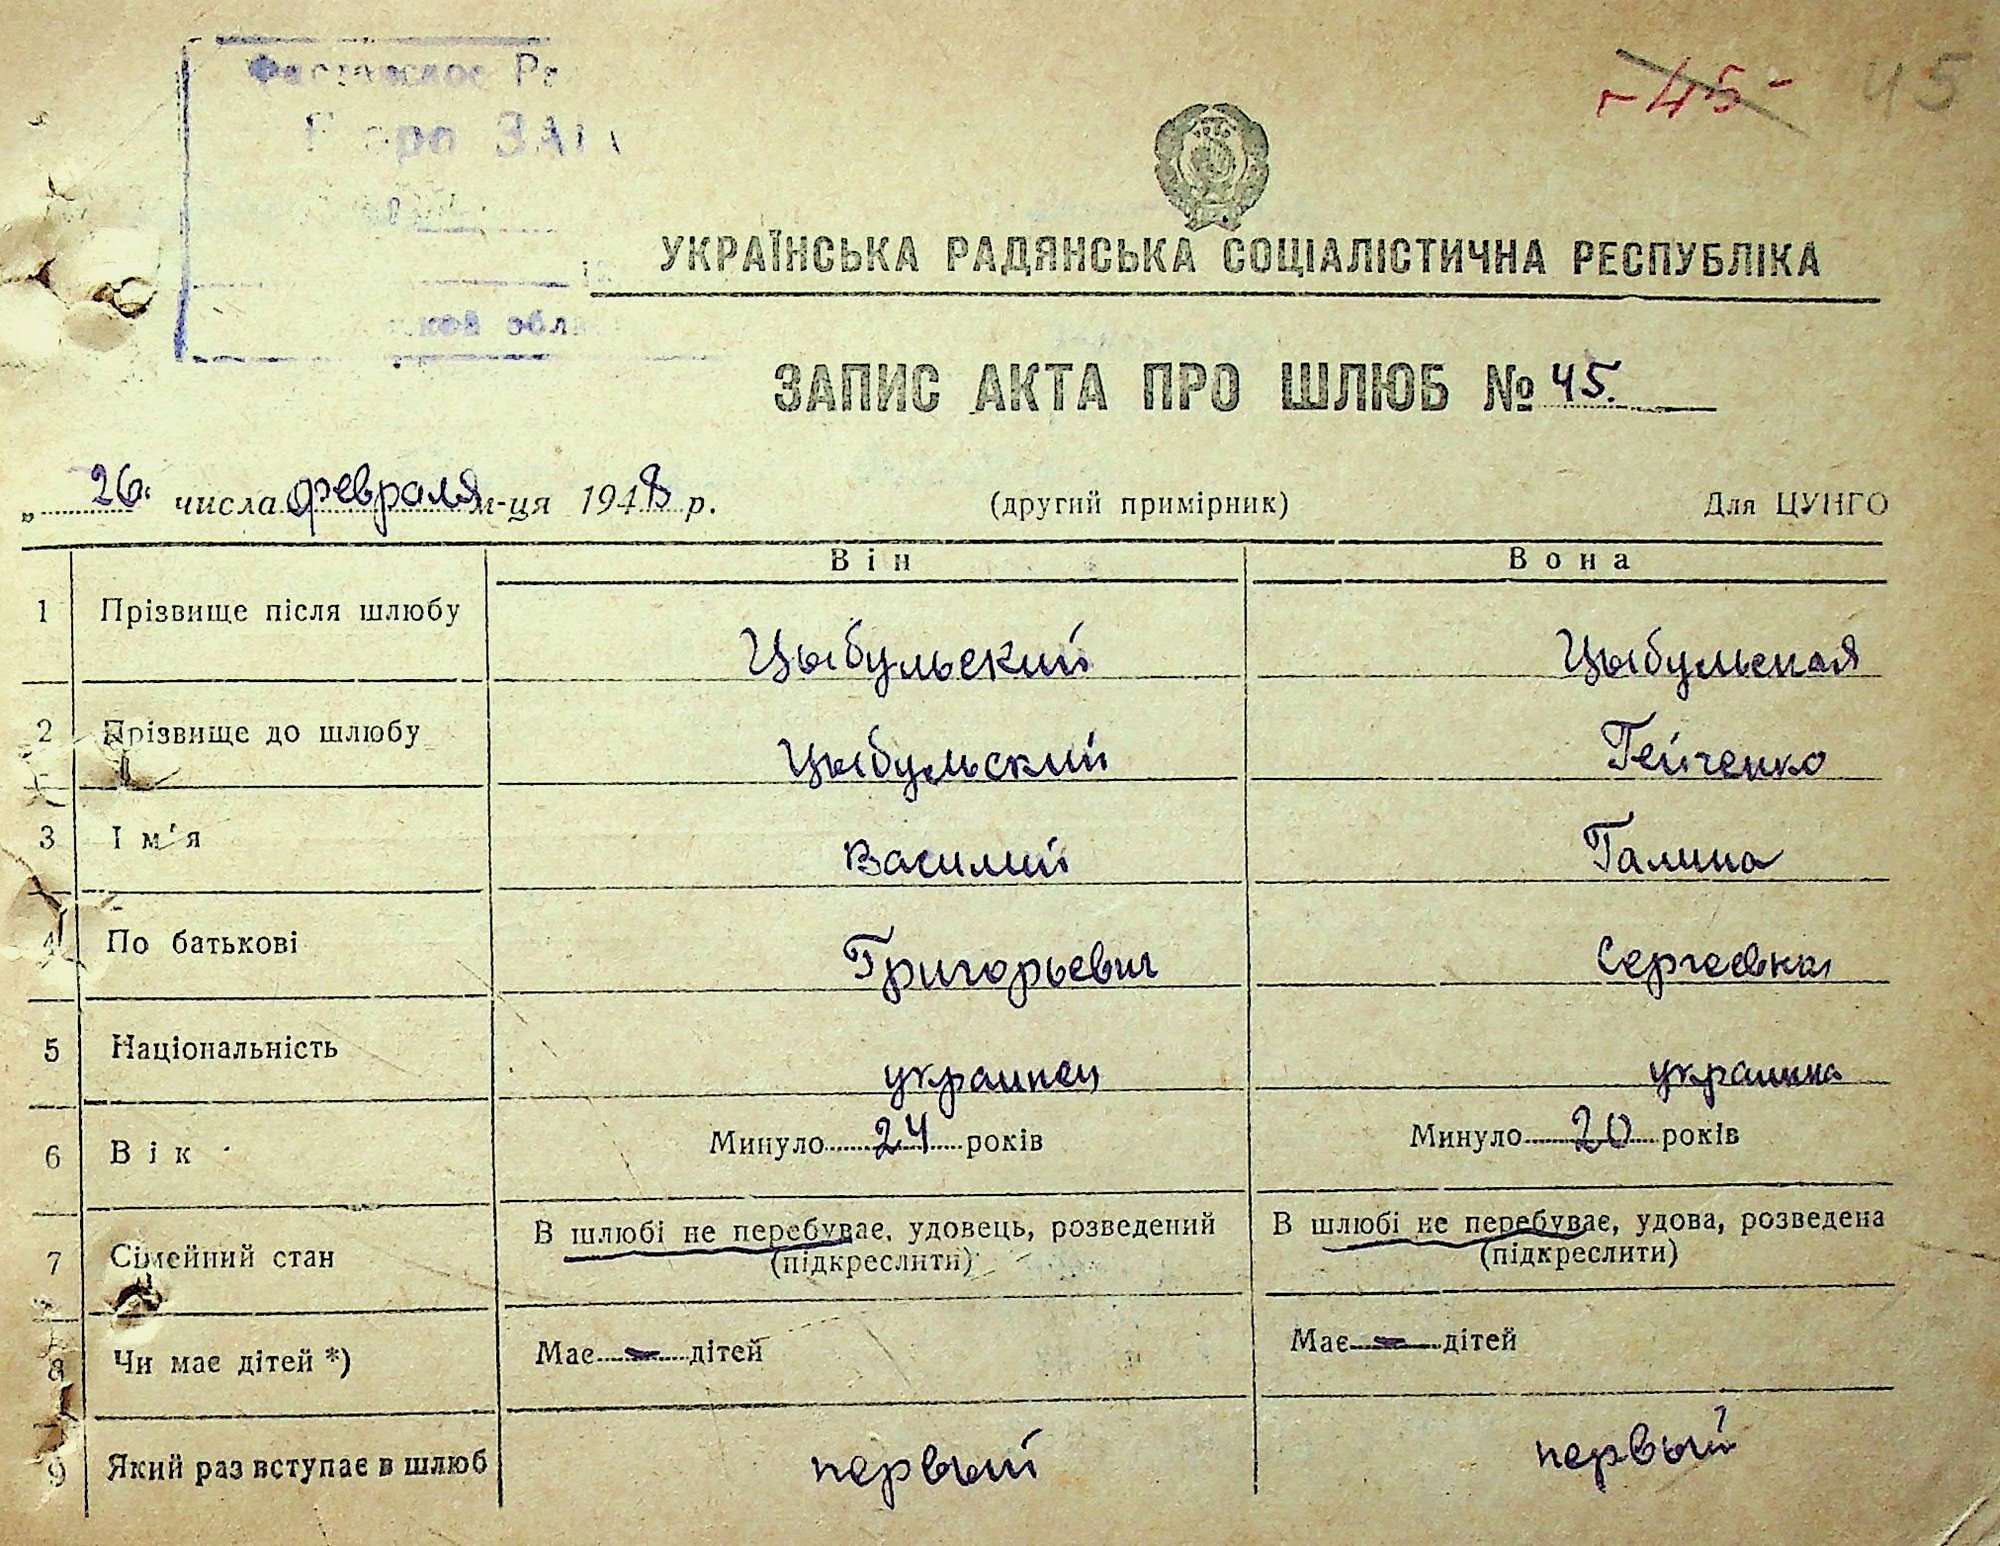 -45- 45
Бюро ЗАГС
УКРАЇНСЬКА РАДЯНСЬКА СОЦІАЛІСТИЧНА РЕСПУБЛІКА
ЗАПИС АКТА ПРО ШЛЮБ № 45.
„ 26 числа февраля м-ця 1948 р. (другий примірник) Для ЦУНГО
Він Вона
1 Прізвище після шлюбу Цыбульский Цыбульская
2 Прізвище до шлюбу Цыбульский Гейченко
3 Ім'я Василий Галина
4 По батькові Григорьевич Сергеевна
5 Національність украинец украинка
6 Вік Минуло 24 років Минуло 20 років
7 Сімейний стан В шлюбі не перебуває, удовець, розведений В шлюбі не перебуває, удова, розведена
(підкреслити) (підкреслити)
8 Чи має дітей *) Має - дітей Має - дітей
9 Який раз вступає в шлюб первый первый